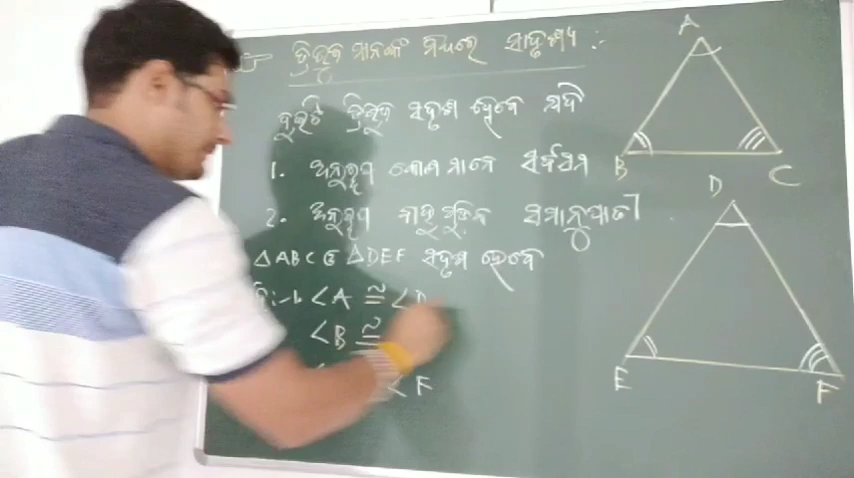 ତ୍ରିଭୁଜ ମାନଙ୍କ ମଧ୍ୟରେ ସାଦୃଶ୍ୟ :-
ଦୁଇଟି ତ୍ରିଭୁଜ ସଦୃଶ ହେବେ ଯଦି
1. ଅନୁରୂପ କୋଣ ମାନେ ସର୍ବସମ
2. ଅନୁରୂପ ବାହୁ ଗୁଡ଼ିକ ସମାନୁପାତୀ
△ABC ଓ △DEF ସଦୃଶ ହେବେ
<A ≅ <D
<B ≅
< F
A
B
C
D
E
F